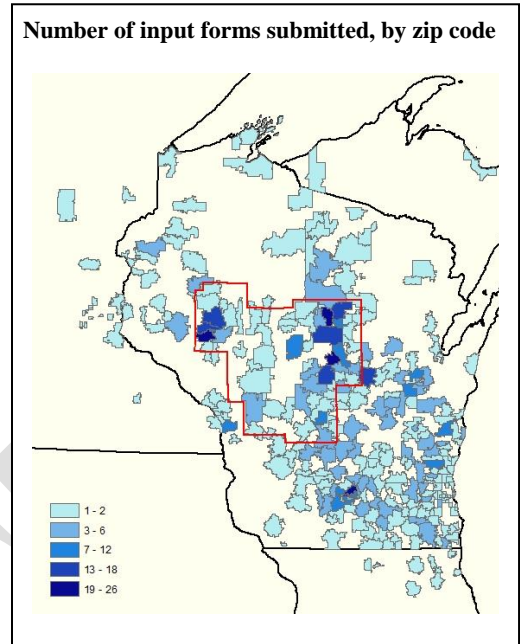 Number of input forms submitted, by zip code
1 - 2
3 - 6
7 - 12
13 - 18
19 - 26